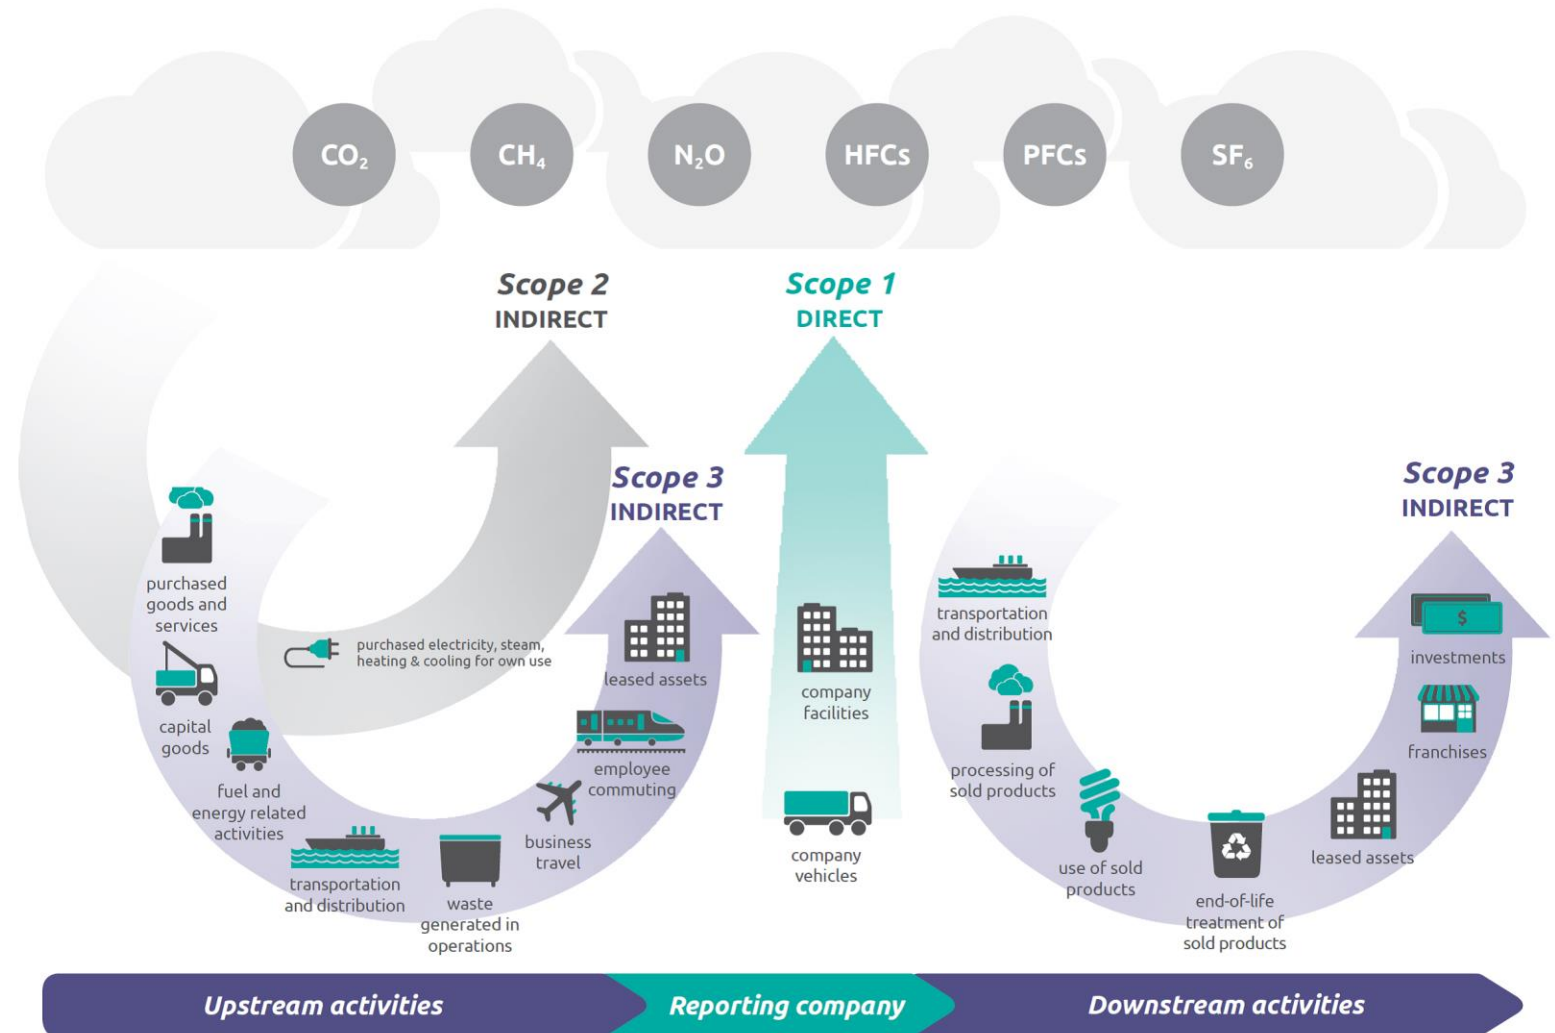 CO₂
CH₄
N₂O
HFCs
PFCs
SF₆
Scope 2
INDIRECT
Scope 1
DIRECT
Scope 3
INDIRECT
Scope 3
INDIRECT
purchased
goods and
services
capital
goods
fuel and
energy related
activities
transportation
and distribution
waste
generated in
operations
business
travel
employee
commuting
leased assets
purchased electricity, steam,
heating & cooling for own use
company
facilities
company
vehicles
transportation
and distribution
processing of
sold products
use of sold
products
end-of-life
treatment of
sold products
leased assets
franchises
$
investments
Upstream activities
Reporting company
Downstream activities